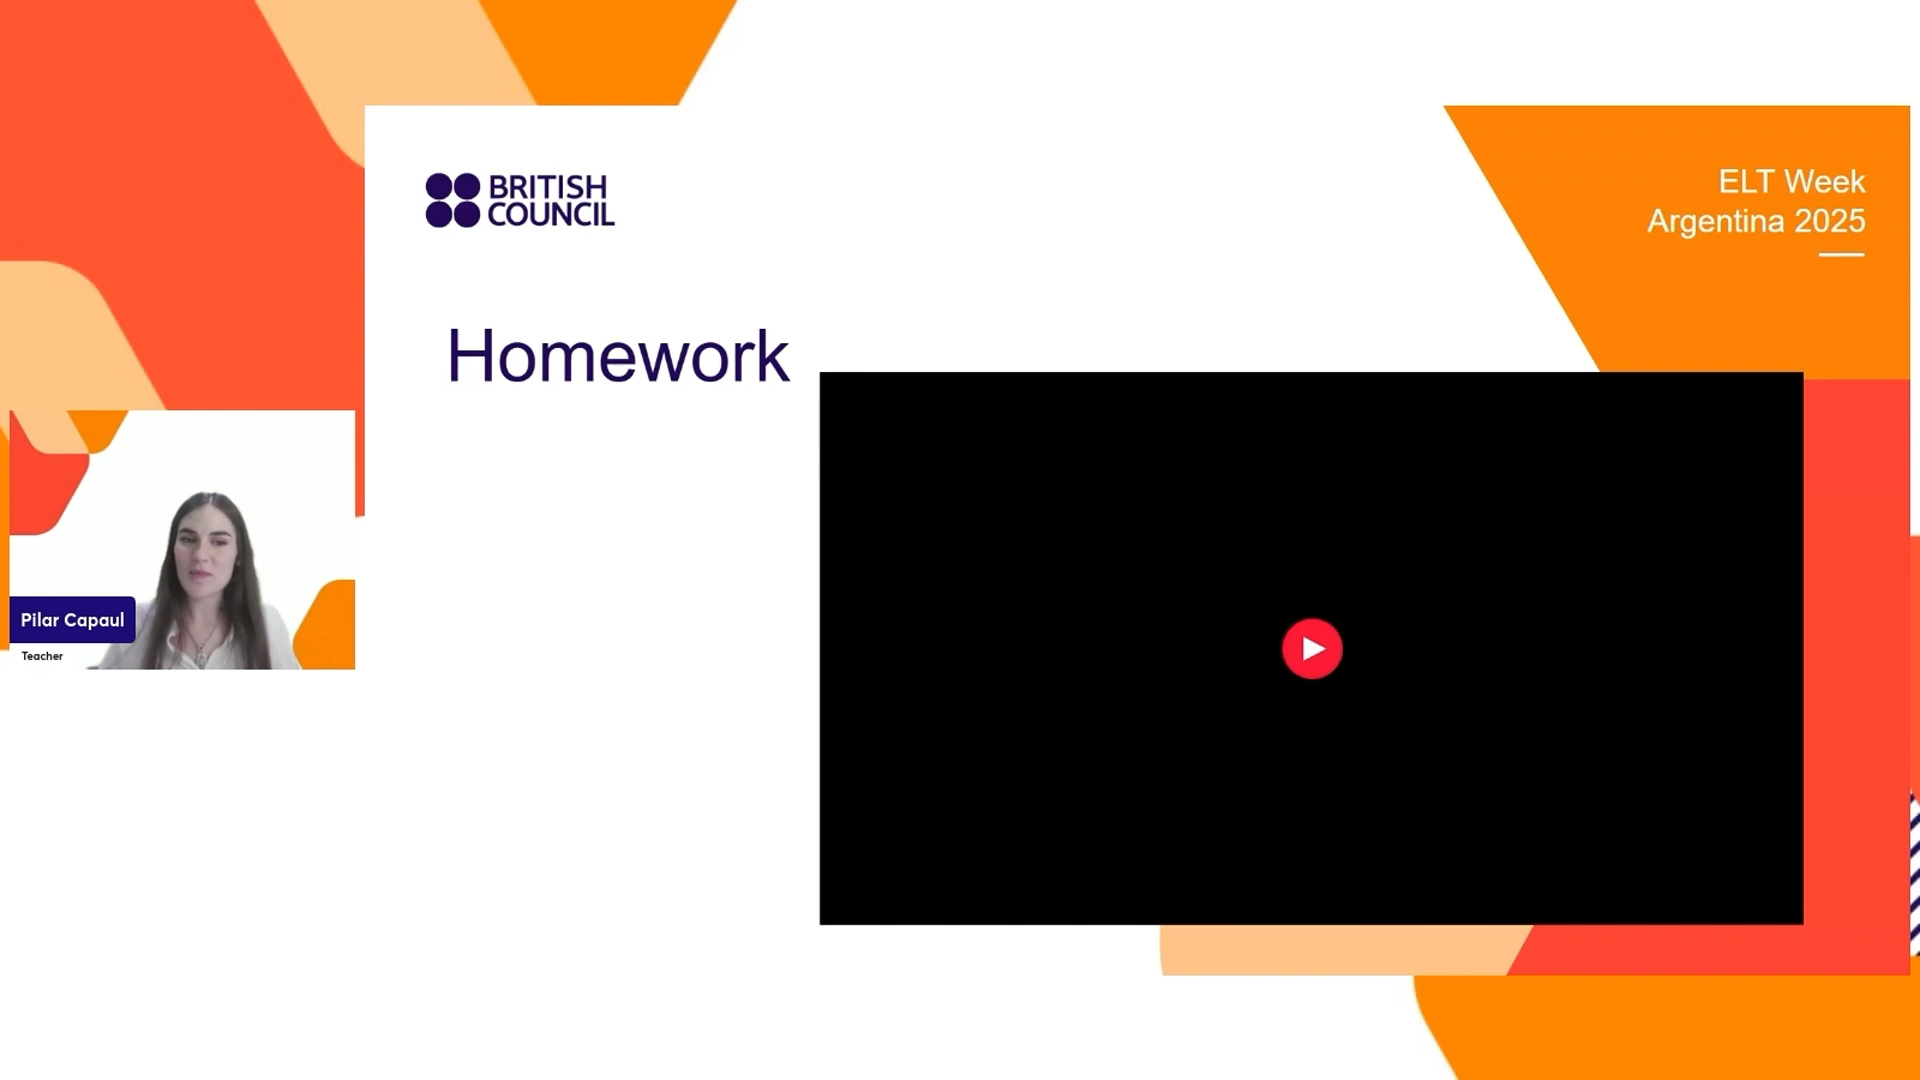 BRITISH
COUNCIL
ELT Week
Argentina 2025
Homework
Pilar Capaul
Teacher